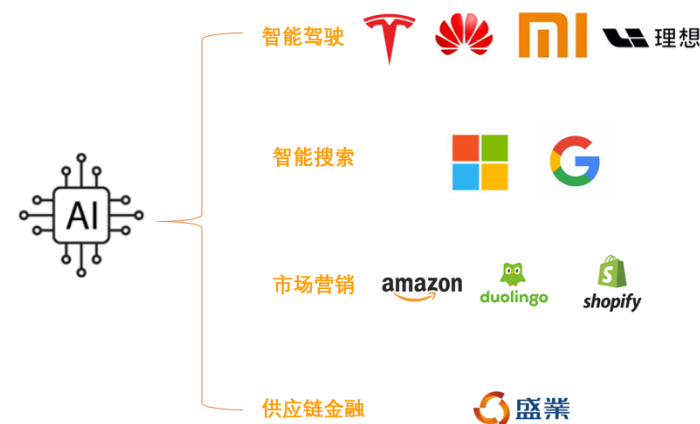 智能驾驶
理想
智能搜索
AI
市场营销
amazon
duolingo
shopify
供应链金融
盛業